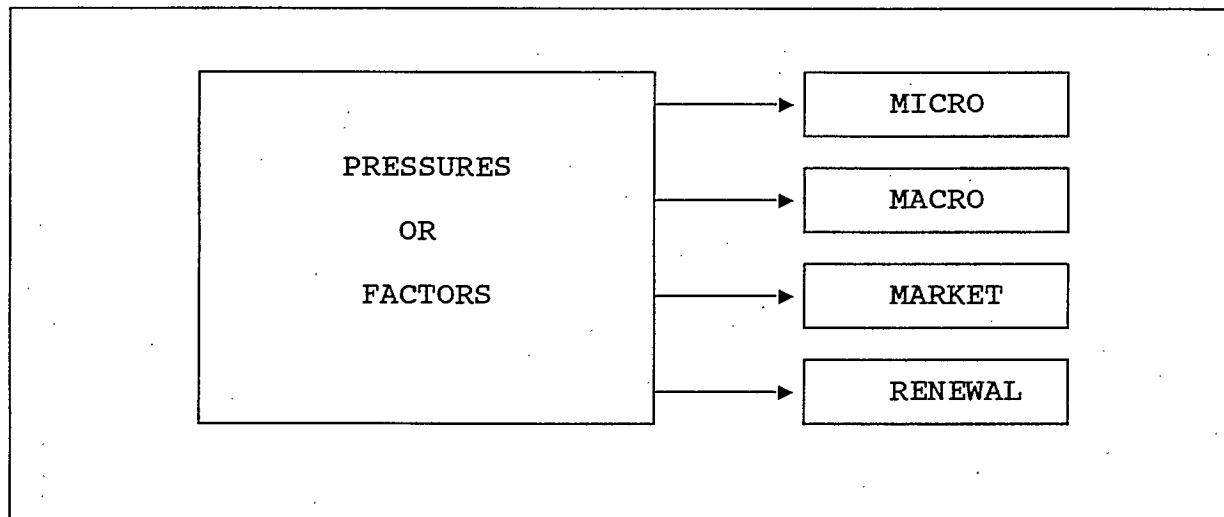 PRESSURES
OR
FACTORS
MICRO
MACRO
MARKET
RENEWAL